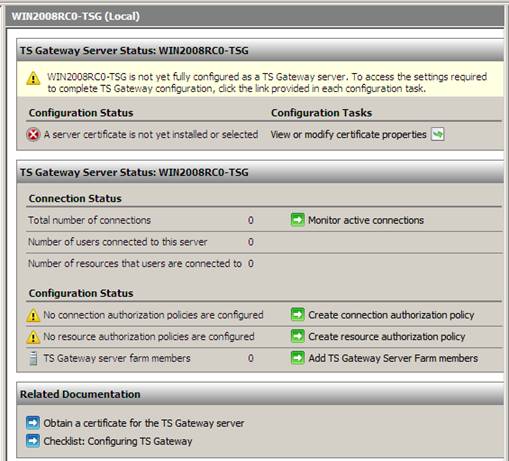 WIN2008RC0-TSG (Local)
TS Gateway Server Status: WIN2008RC0-TSG
WIN2008RC0-TSG is not yet fully configured as a TS Gateway server. To access the settings required
to complete TS Gateway configuration, click the link provided in each configuration task.
Configuration Status Configuration Tasks
A server certificate is not yet installed or selected View or modify certificate properties
TS Gateway Server Status: WIN2008RC0-TSG
Connection Status
Total number of connections 0 Monitor active connections
Number of users connected to this server 0
Number of resources that users are connected to 0
Configuration Status
No connection authorization policies are configured Create connection authorization policy
No resource authorization policies are configured Create resource authorization policy
TS Gateway server farm members 0 Add TS Gateway Server Farm members
Related Documentation
Obtain a certificate for the TS Gateway server
Checklist: Configuring TS Gateway